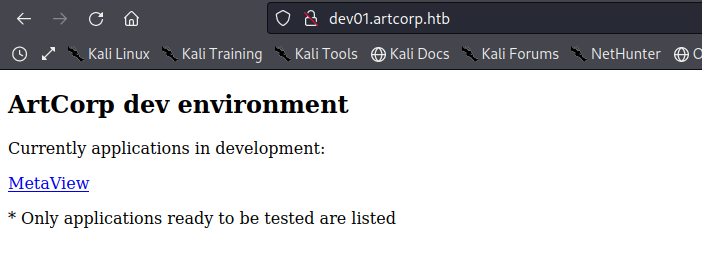 dev01.artcorp.htb
Kali Linux Kali Training Kali Tools Kali Docs Kali Forums NetHunter
ArtCorp dev environment
Currently applications in development:
MetaView
* Only applications ready to be tested are listed